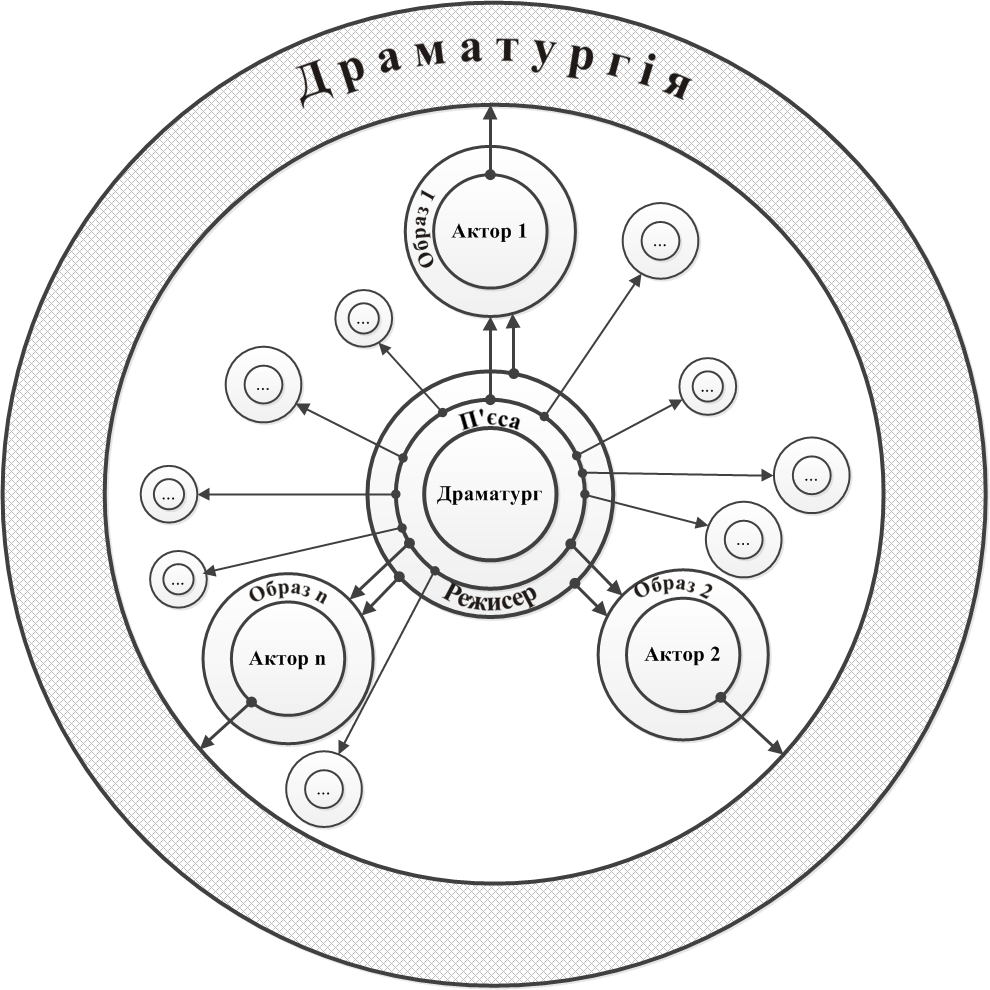 Драматургія
Образ 1
Актор 1
...
...
...
...
П'єса
Драматург
Режисер
...
...
...
...
Образ n
Актор n
Образ 2
Актор 2
...